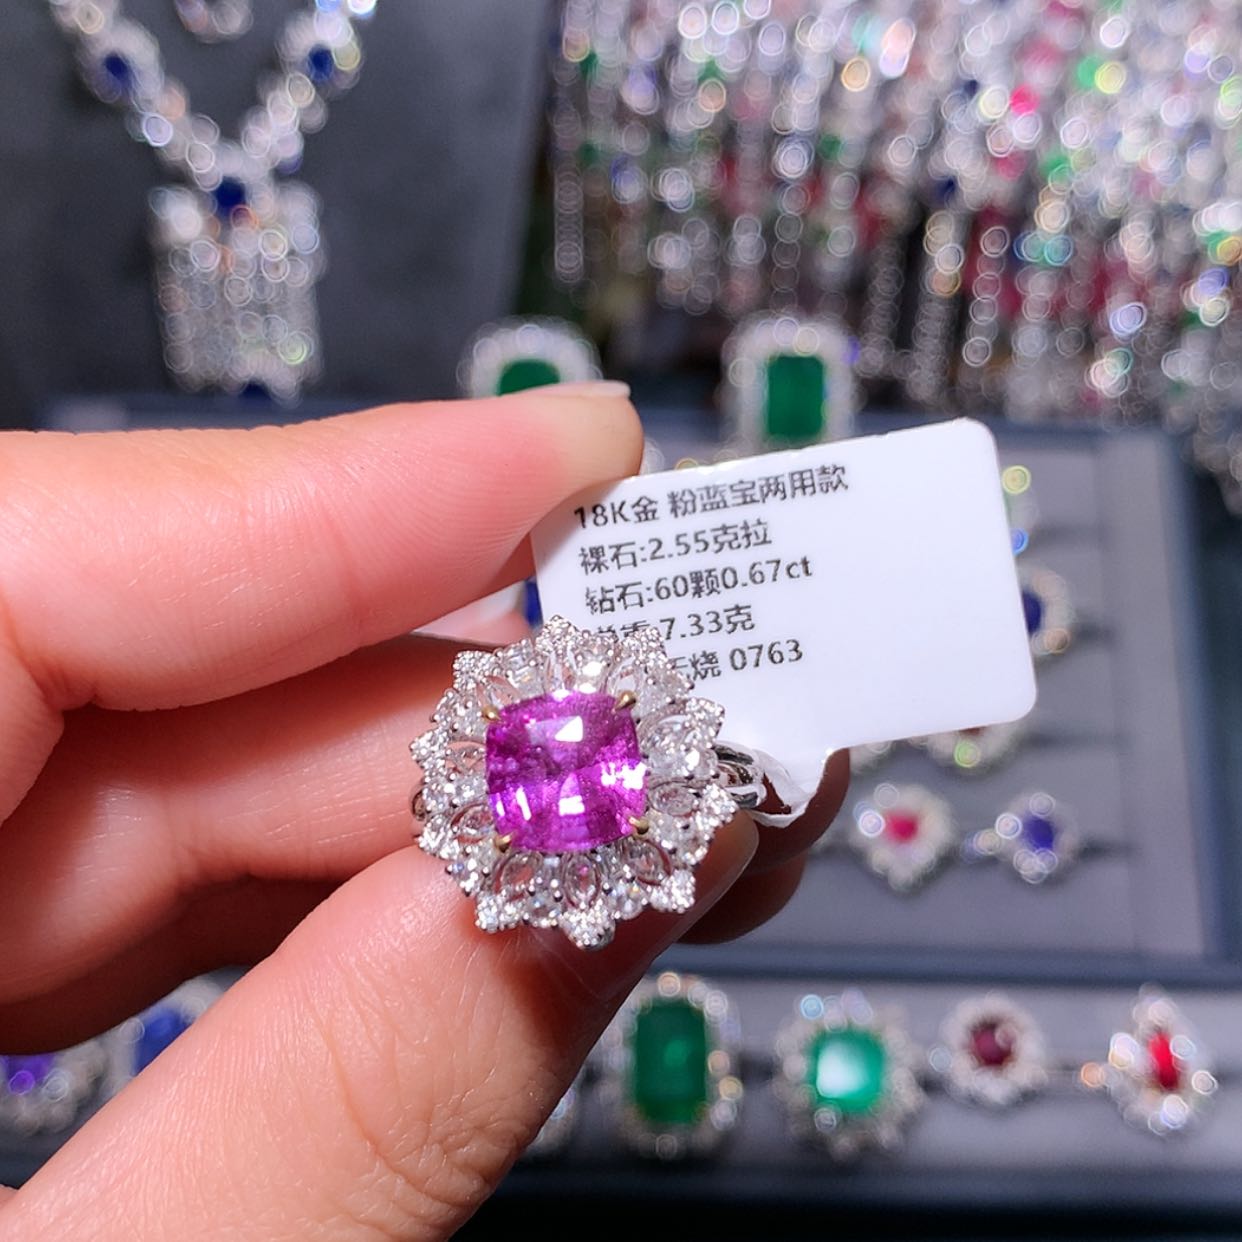 18K金 粉蓝宝两用款
裸石:2.55克拉
钻石:60颗0.67ct
7.33克
烧 0763